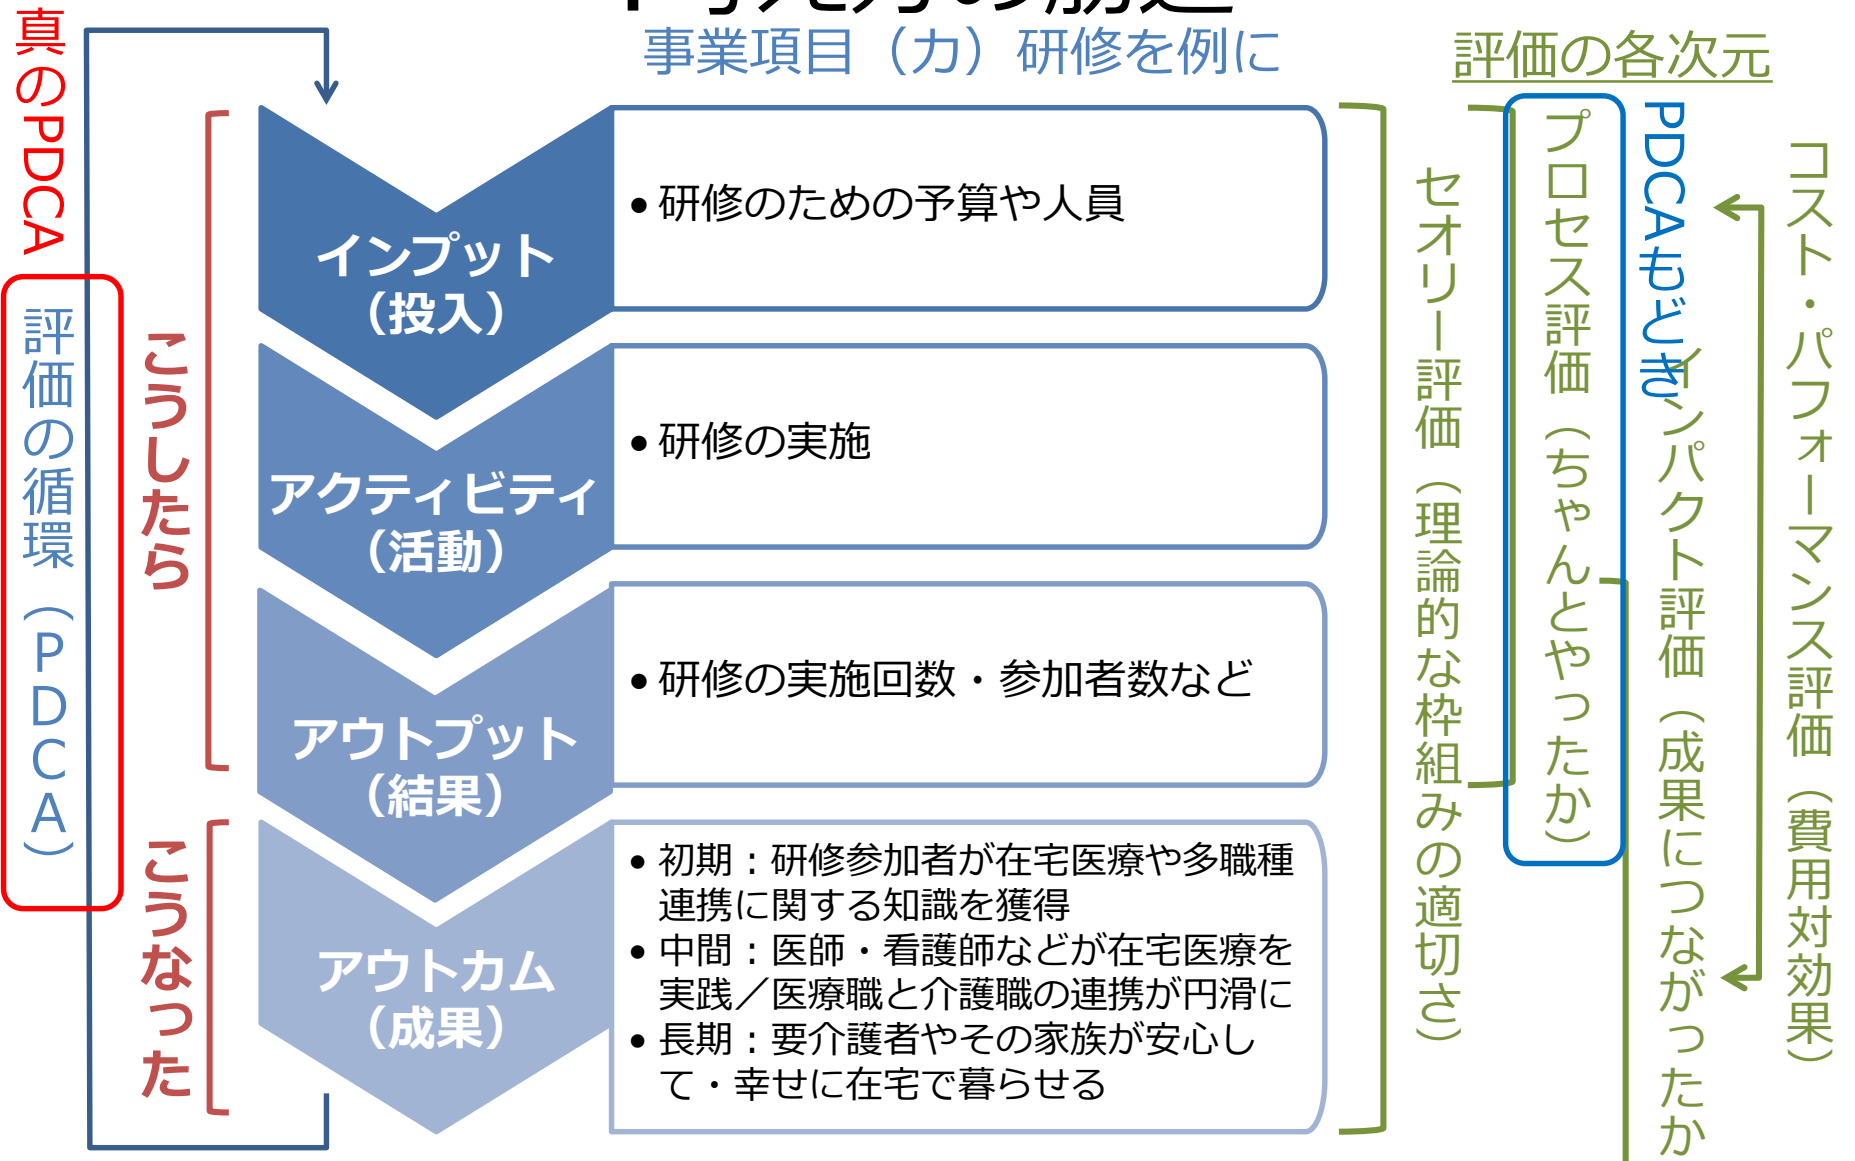 事業項目（カ）研修を例に
評価の各次元
真のPDCA
評価の循環（ＰＤＣＡ）
こうしたら
こうなった
インプット
（投入）
• 研修のための予算や人員
アクティビティ
（活動）
• 研修の実施
アウトプット
（結果）
• 研修の実施回数・参加者数など
アウトカム
（成果）
• 初期：研修参加者が在宅医療や多職種
連携に関する知識を獲得
• 中間：医師・看護師などが在宅医療を
実践／医療職と介護職の連携が円滑に
• 長期：要介護者やその家族が安心し
て・幸せに在宅で暮らせる
セオリー評価（理論的な枠組みの適切さ）
プロセス評価（ちゃんとやったか）
PDCAもどき
インパクト評価（成果につながったか
コスト・パフォーマンス評価（費用対効果）